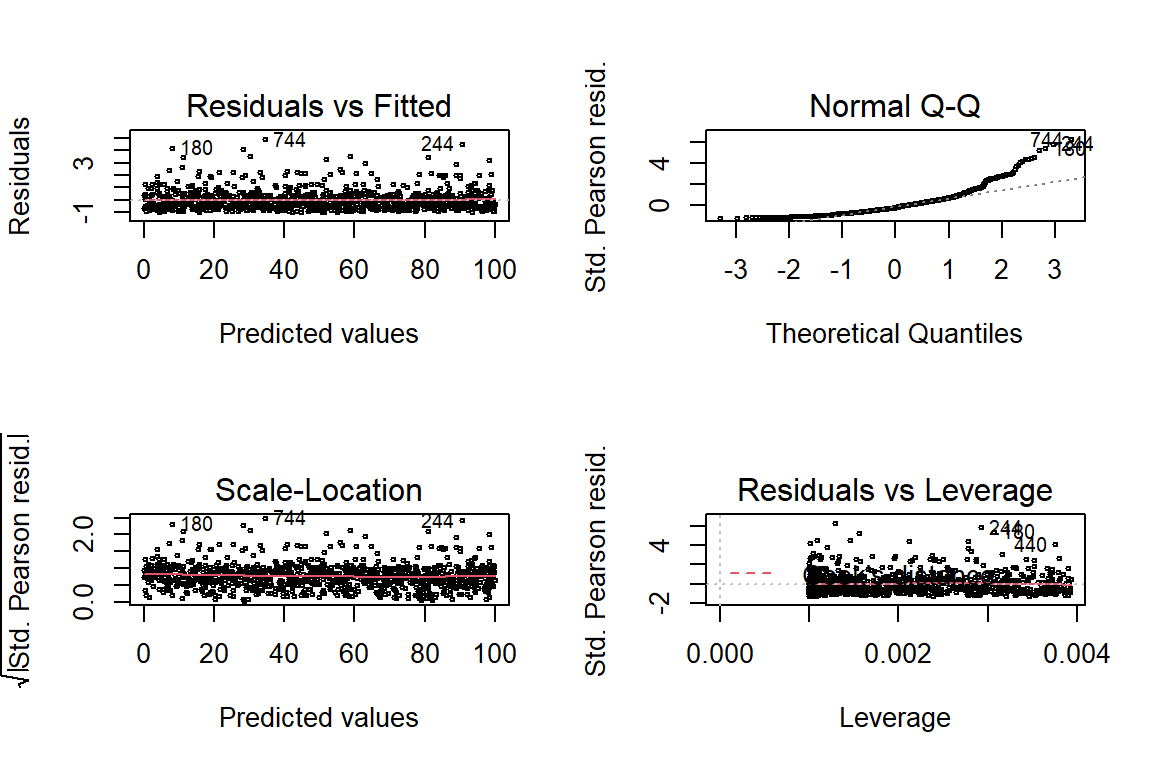 Residuals vs Fitted
Residuals
3
-1
180
744
244
0 20 40 60 80 100
Predicted values
Normal Q-Q
Std. Pearson resid.
4
0
744
244
180
-3 -2 -1 0 1 2 3
Theoretical Quantiles
Scale-Location
√|Std. Pearson resid.|
2.0
0.0
180
744
244
0 20 40 60 80 100
Predicted values
Residuals vs Leverage
Std. Pearson resid.
4
-2
244
180
440
Cook's distance
0.000 0.002 0.004
Leverage